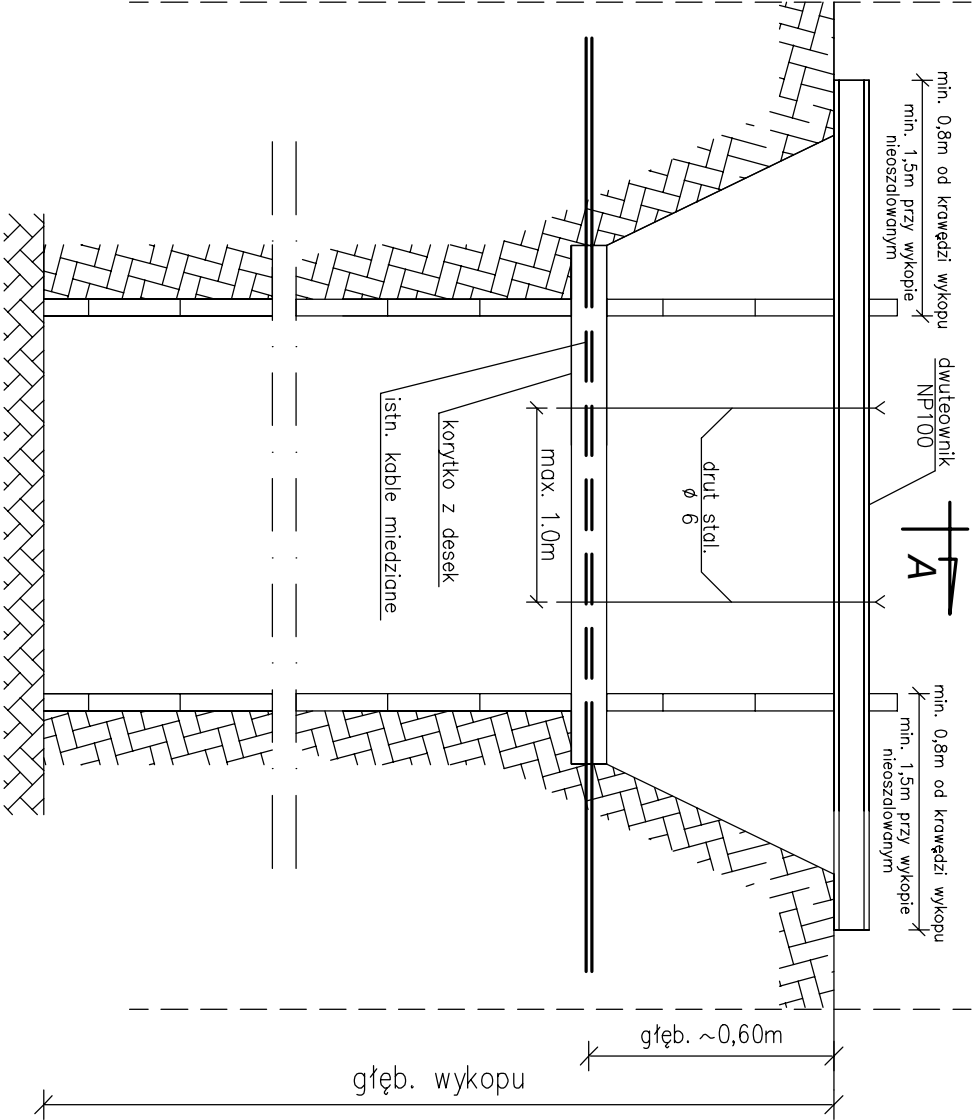 min. 0,8m od krawędzi wykopu
min. 1,5m przy wykopie
nieoszalowanym
dwuteownik
NP100
A
min. 0,8m od krawędzi wykopu
min. 1,5m przy wykopie
nieoszalowanym
drut stal.
ø 6
max. 1.0m
korytko z desek
istn. kable miedziane
głęb. ~0,60m
głęb. wykopu